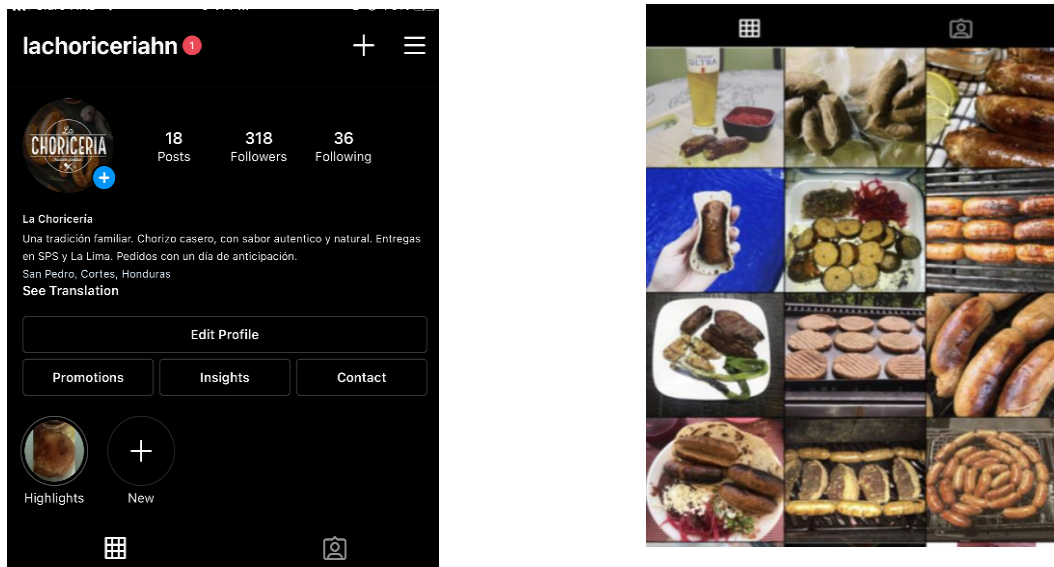 lachoriceriahn 1
La
CHORICERIA
18
Posts
318
Followers
36
Following
La Choricería
Una tradición familiar. Chorizo casero, con sabor autentico y natural. Entregas
en SPS y La Lima. Pedidos con un día de anticipación.
San Pedro, Cortes, Honduras
See Translation
Edit Profile
Promotions
Insights
Contact
Highlights
New
ULTRA